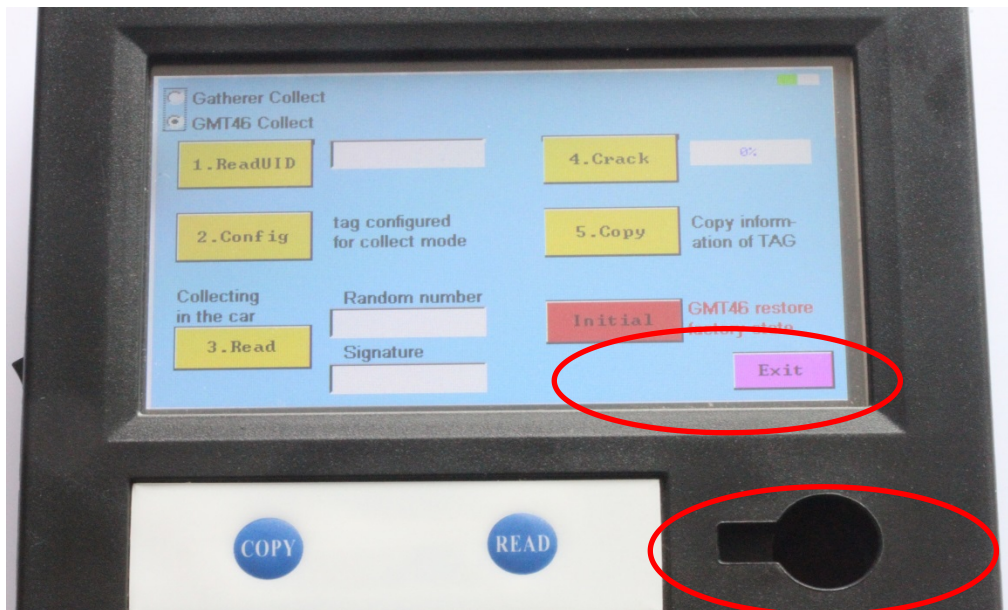 Gatherer Collect
GMT46 Collect
1.ReadUID
4.Crack
0%
2.Config
tag configured
for collect mode
5.Copy
Copy inform-
ation of TAG
Collecting
in the car
3.Read
Random number
Signature
Initial
GMT46 restore
factory state
Exit
COPY
READ